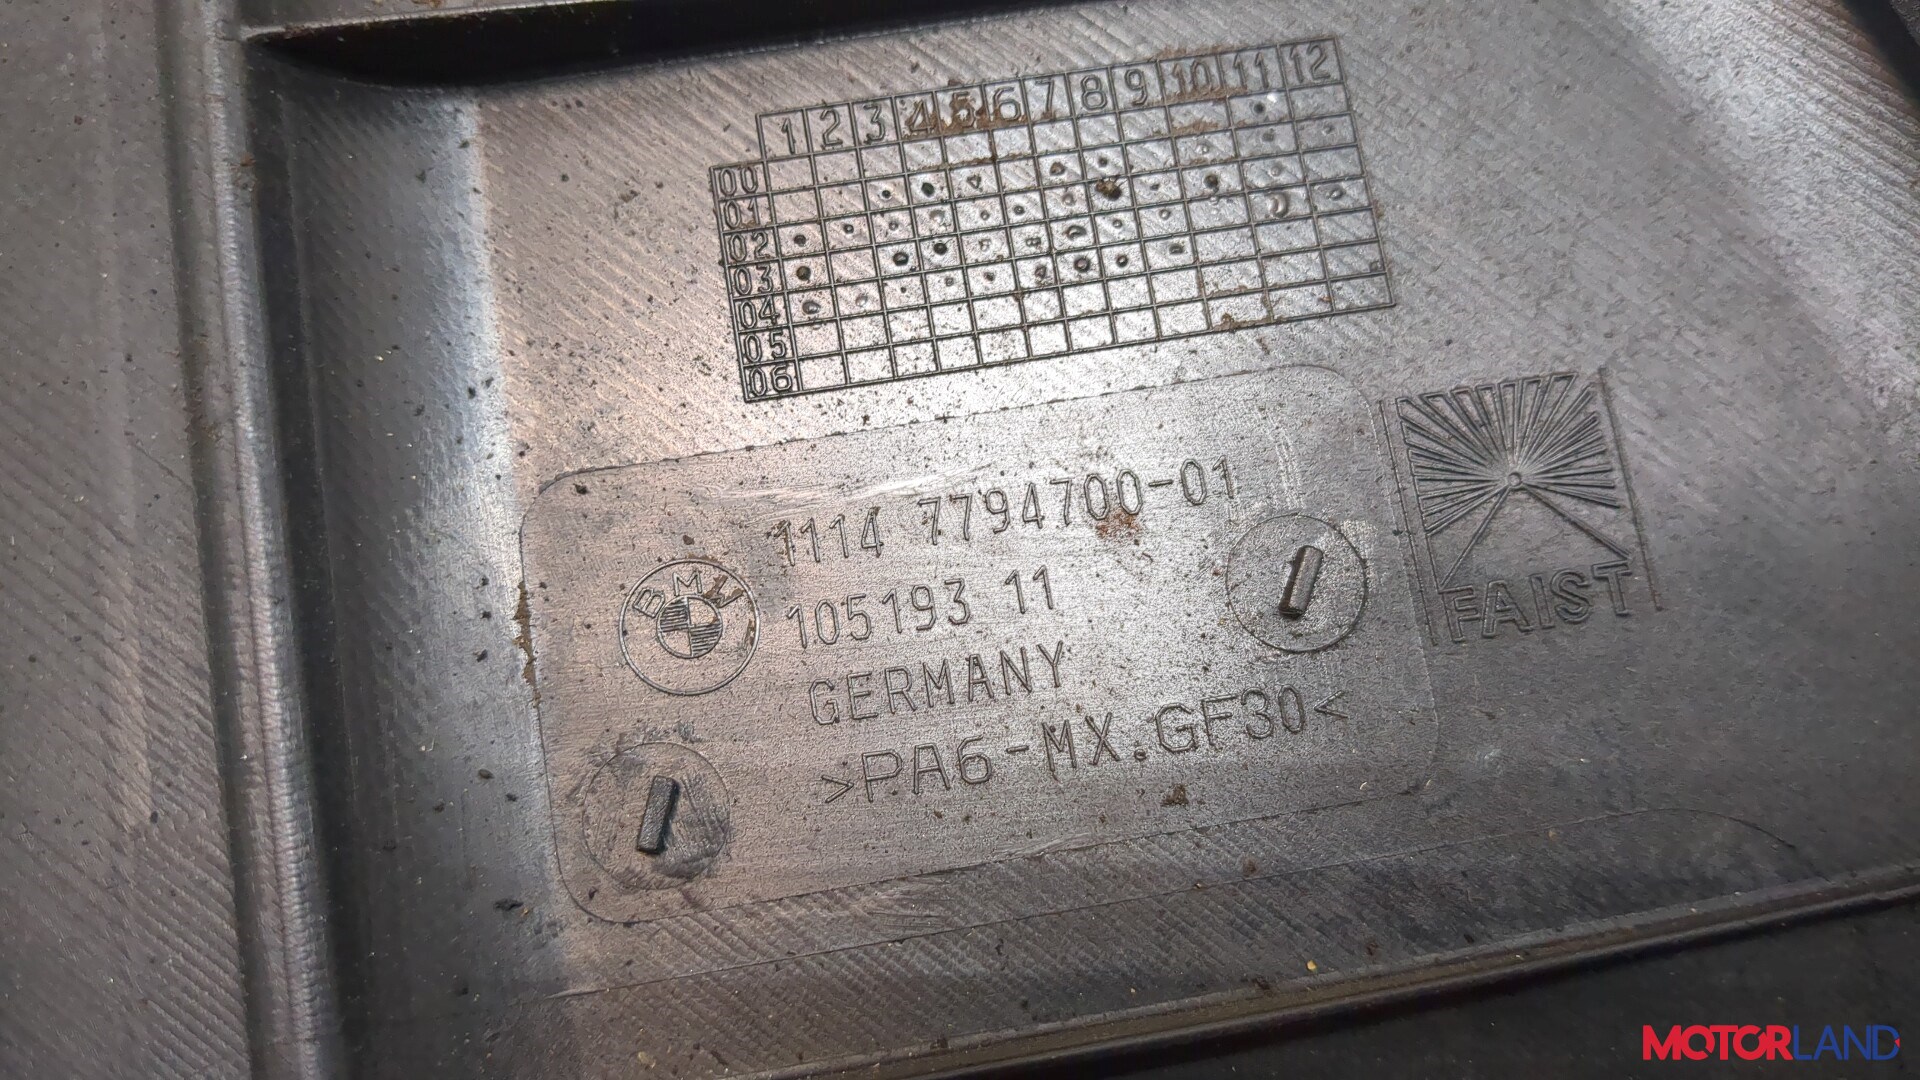 1 2 3 4 5 6 7 8 9 10 11 12
00
01
02
03
04
05
06
1114 7794700-01
BMW
105193 11
GERMANY
>PA6-MX.GF30<
FAIST
MOTORLAND